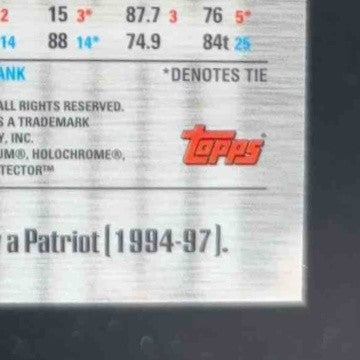 2 15 3* 87.7 3 76 5*
14 88 14* 74.9 84t 25
ANK *DENOTES TIE
ALL RIGHTS RESERVED.
S A TRADEMARK
Y, INC.
UM®, HOLOCHROME®,
TECTOR™
Topps
a Patriot (1994-97).